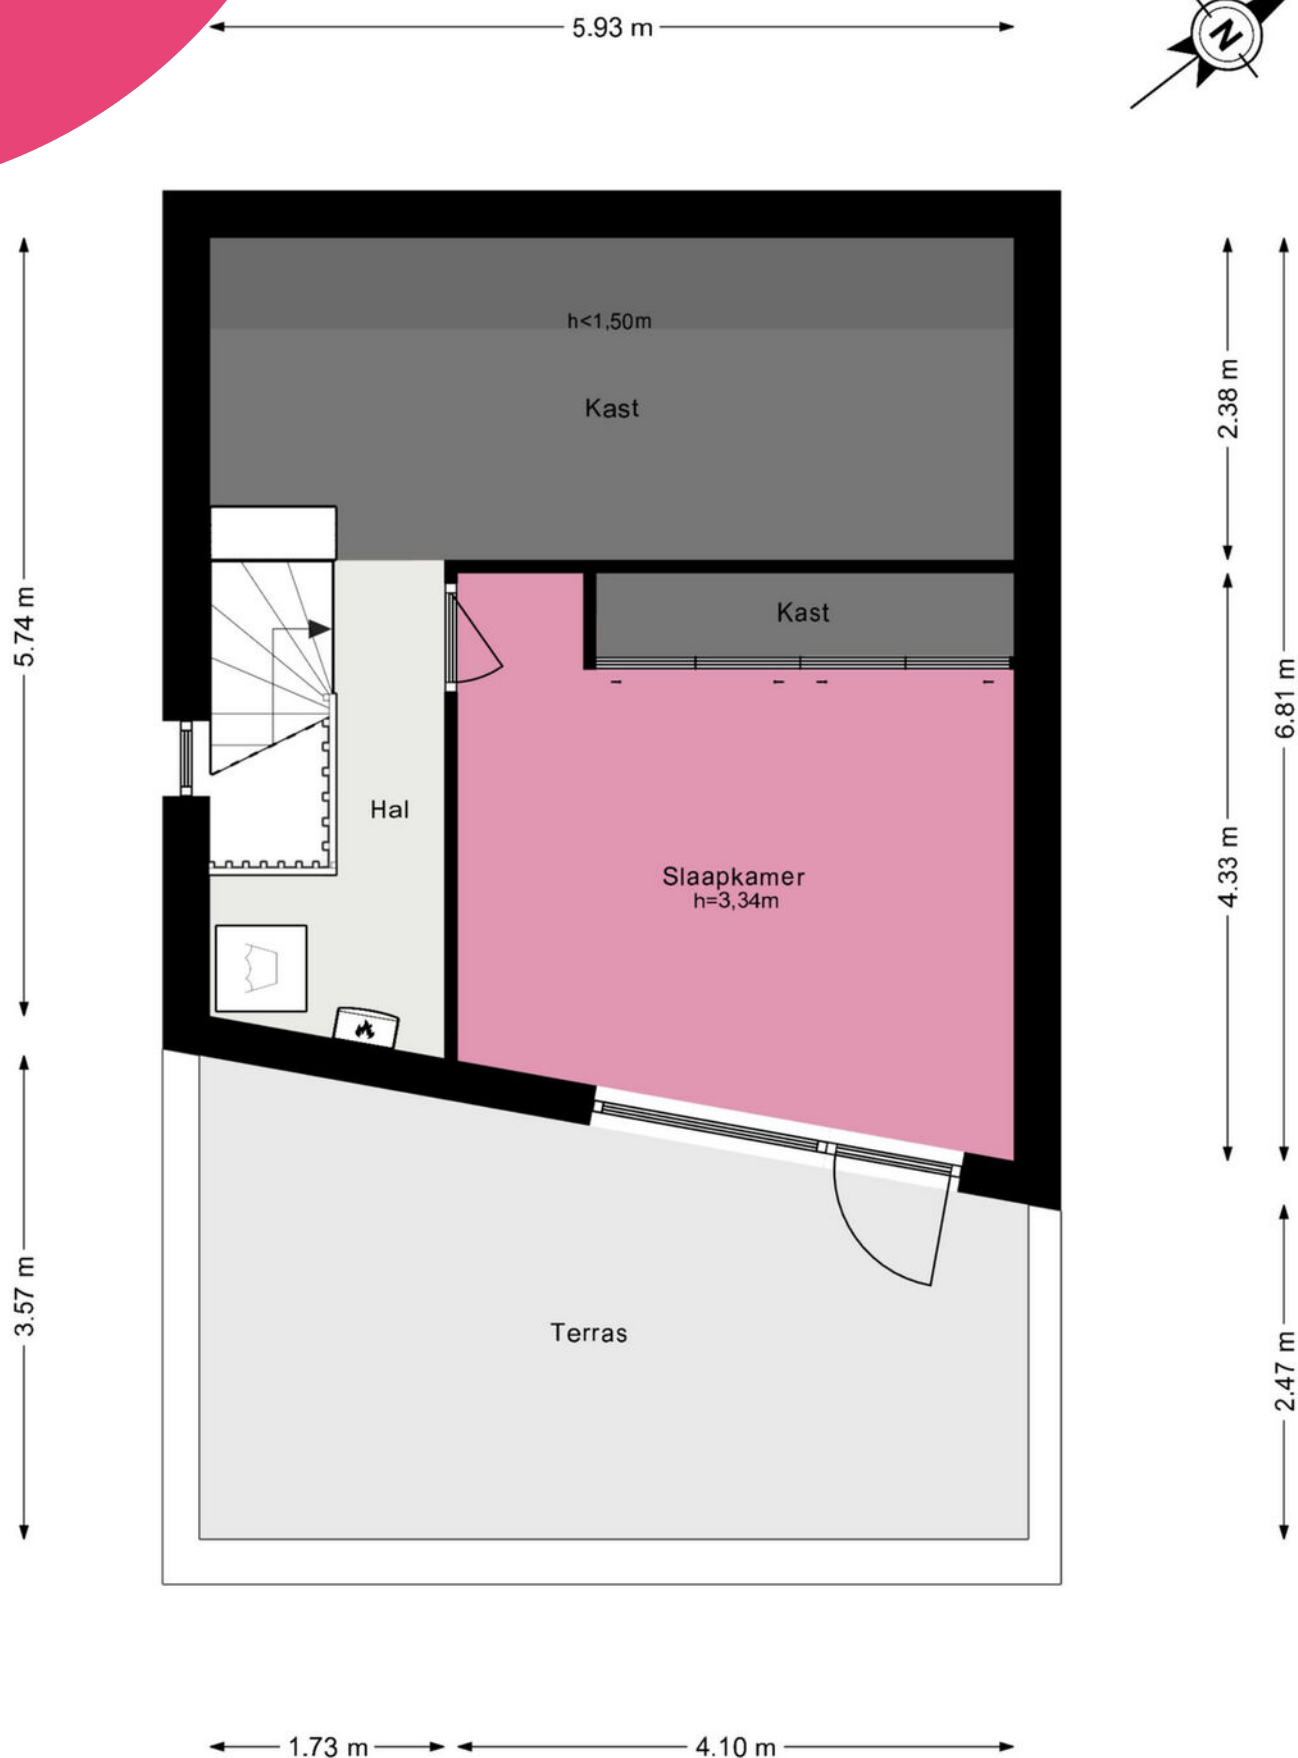 5.93 m
N
h<1,50m
Kast
2.38 m
5.74 m
Kast
6.81 m
Hal
4.33 m
Slaapkamer
h=3,34m
3.57 m
Terras
2.47 m
1.73 m
4.10 m